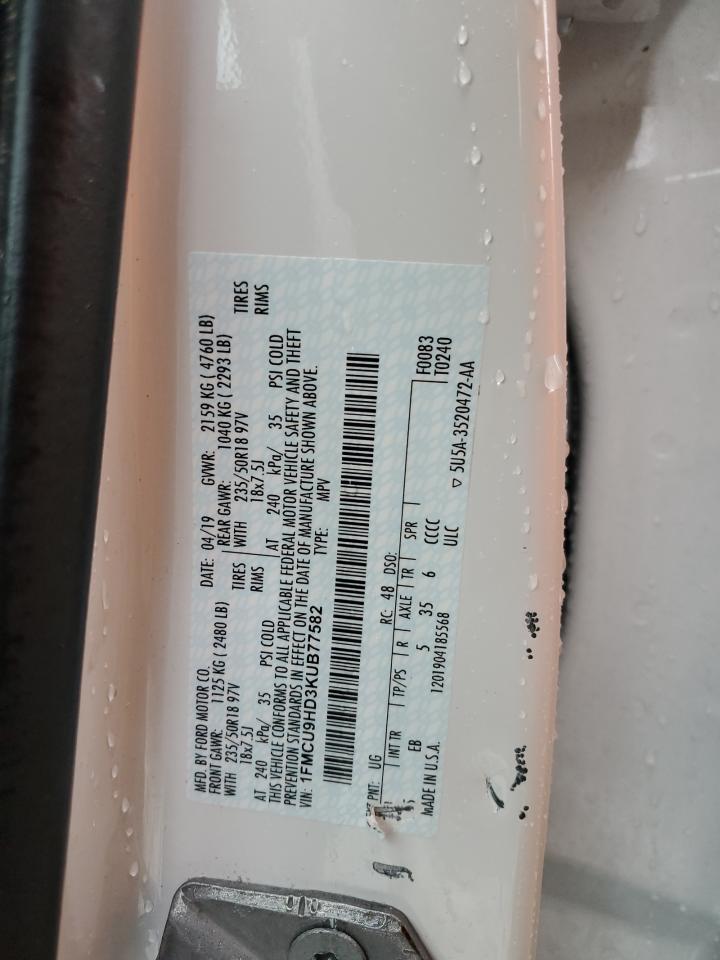 MFD. BY FORD MOTOR CO.
DATE: 04/19 GVWR: 2159 KG ( 4760 LB)
FRONT GAWR: 1125 KG ( 2480 LB) REAR GAWR: 1040 KG ( 2293 LB)
WITH 235/50R18 97V TIRES WITH 235/50R18 97V TIRES
18x7.5J RIMS 18x7.5J RIMS
AT 240 kPa/ 35 PSI COLD AT 240 kPa/ 35 PSI COLD
THIS VEHICLE CONFORMS TO ALL APPLICABLE FEDERAL MOTOR VEHICLE SAFETY AND THEFT
PREVENTION STANDARDS IN EFFECT ON THE DATE OF MANUFACTURE SHOWN ABOVE.
VIN: 1FMCU9HD3KUB77582 TYPE: MPV
PNT: UG RC: 48 DSO: F0083
INT TR TP/PS R AXLE TR SPR T0240
EB 5 35 6 CCCC
MADE IN U.S.A. 1201904185568 ULC ▽ 5U5A-3520472-AA